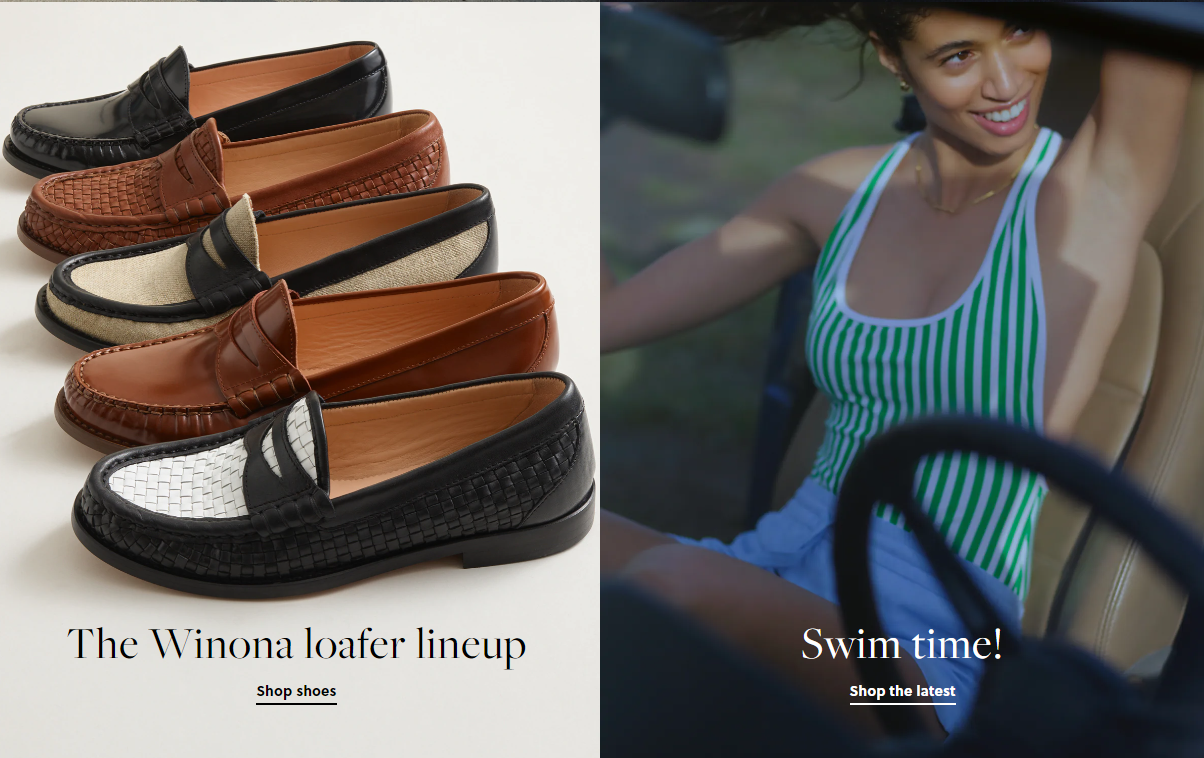 The Winona loafer lineup
Shop shoes
Swim time!
Shop the latest